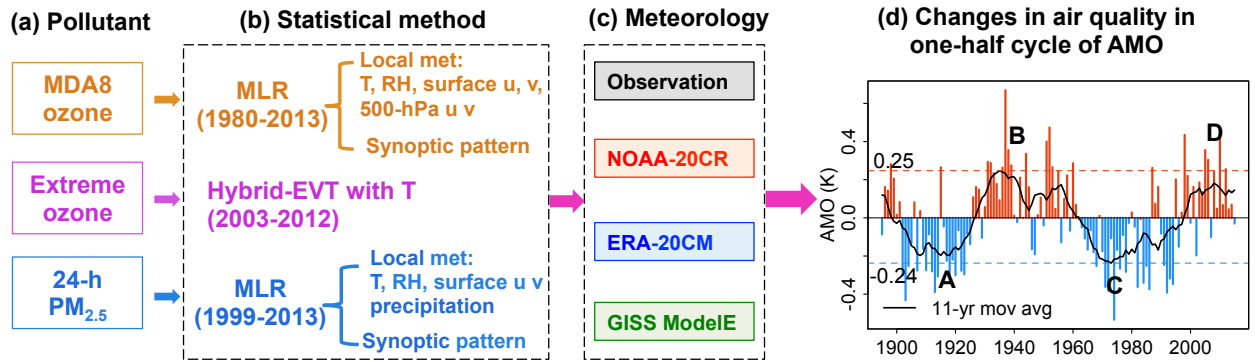 (a) Pollutant
(b) Statistical method
(c) Meteorology
(d) Changes in air quality in
one-half cycle of AMO
MDA8
ozone
MLR
(1980-2013)
Local met:
T, RH, surface u, v,
500-hPa u v
Synoptic pattern
Extreme
ozone
Hybrid-EVT with T
(2003-2012)
24-h
PM2.5
MLR
(1999-2013)
Local met:
T, RH, surface u v
precipitation
Synoptic pattern
Observation
NOAA-20CR
ERA-20CM
GISS ModelE
AMO (K)
0.4
0.0
-0.4
0.25
-0.24
A
B
C
D
11-yr mov avg
1900 1920 1940 1960 1980 2000